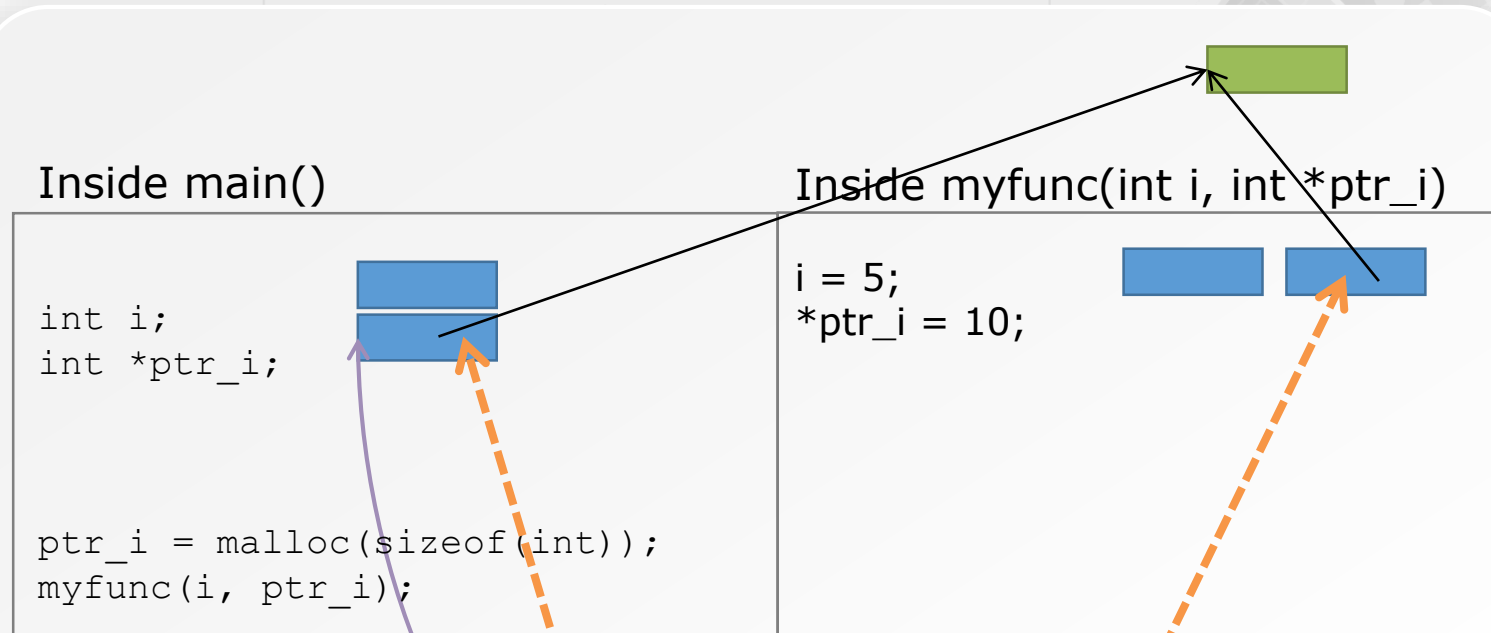 Inside main()
int i;
int *ptr_i;
ptr_i = malloc(sizeof(int));
myfunc(i, ptr_i);
Inside myfunc(int i, int *ptr_i)
i = 5;
*ptr_i = 10;